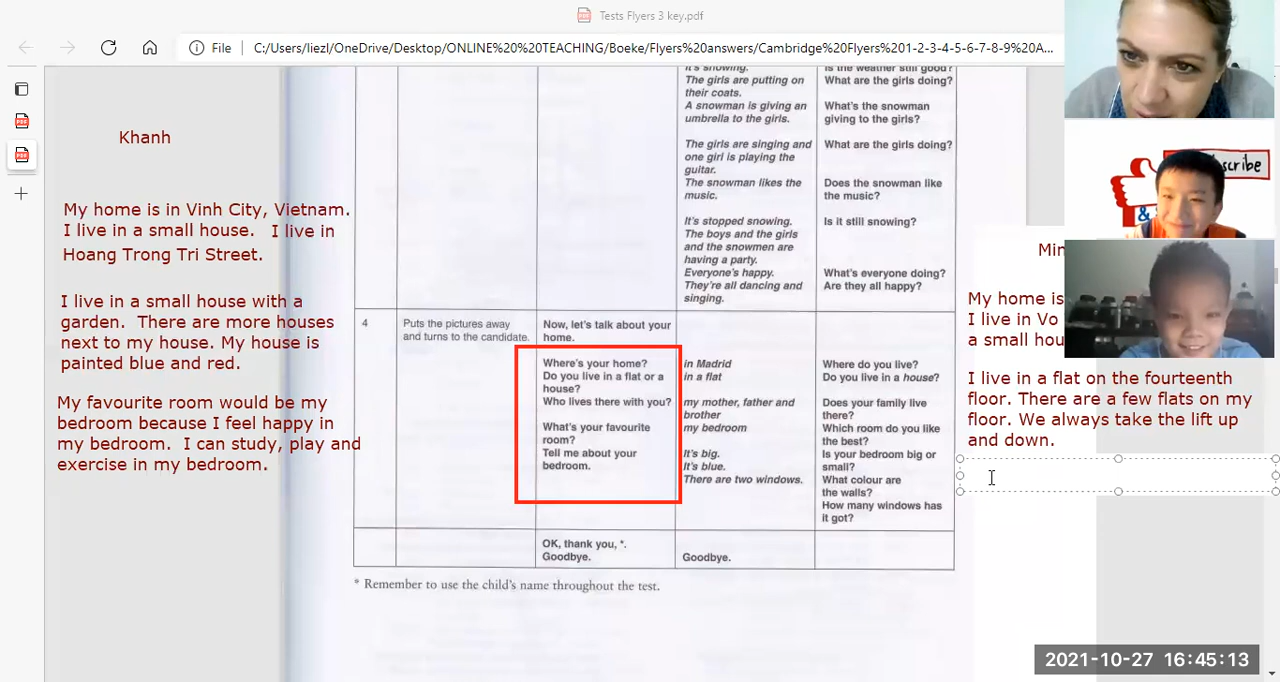 Tests Flyers 3 key.pdf
File C:/Users/liezl/OneDrive/Desktop/ONLINE%20%20TEACHING/Boeke/Flyers%20answers/Cambridge%20Flyers%201-2-3-4-5-6-7-8-9%20A...
Khanh
My home is in Vinh City, Vietnam.
I live in a small house. I live in
Hoang Trong Tri Street.
I live in a small house with a
garden. There are more houses
next to my house. My house is
painted blue and red.
My favourite room would be my
bedroom because I feel happy in
my bedroom. I can study, play and
exercise in my bedroom.
It's snowing.
The girls are putting on
their coats.
A snowman is giving an
umbrella to the girls.
The girls are singing and
one girl is playing the
guitar.
The snowman likes the
music.
It's stopped snowing.
The boys and the girls
and the snowmen are
having a party.
Everyone's happy.
They're all dancing and
singing.
Is the weather still good?
What are the girls doing?
What's the snowman
giving to the girls?
What are the girls doing?
Does the snowman like
the music?
Is it still snowing?
What's everyone doing?
Are they all happy?
4
Puts the pictures away
and turns to the candidate.
Now, let's talk about your
home.
Where's your home?
Do you live in a flat or a
house?
Who lives there with you?
What's your favourite
room?
Tell me about your
bedroom.
in Madrid
in a flat
my mother, father and
brother
my bedroom
It's big.
It's blue.
There are two windows.
Where do you live?
Do you live in a house?
Does your family live
there?
Which room do you like
the best?
Is your bedroom big or
small?
What colour are
the walls?
How many windows has
it got?
OK, thank you, *.
Goodbye.
Goodbye.
* Remember to use the child's name throughout the test.
Min
My home is
I live in Vo
a small hou
I live in a flat on the fourteenth
floor. There are a few flats on my
floor. We always take the lift up
and down.
scribe
&
2021-10-27 16:45:13